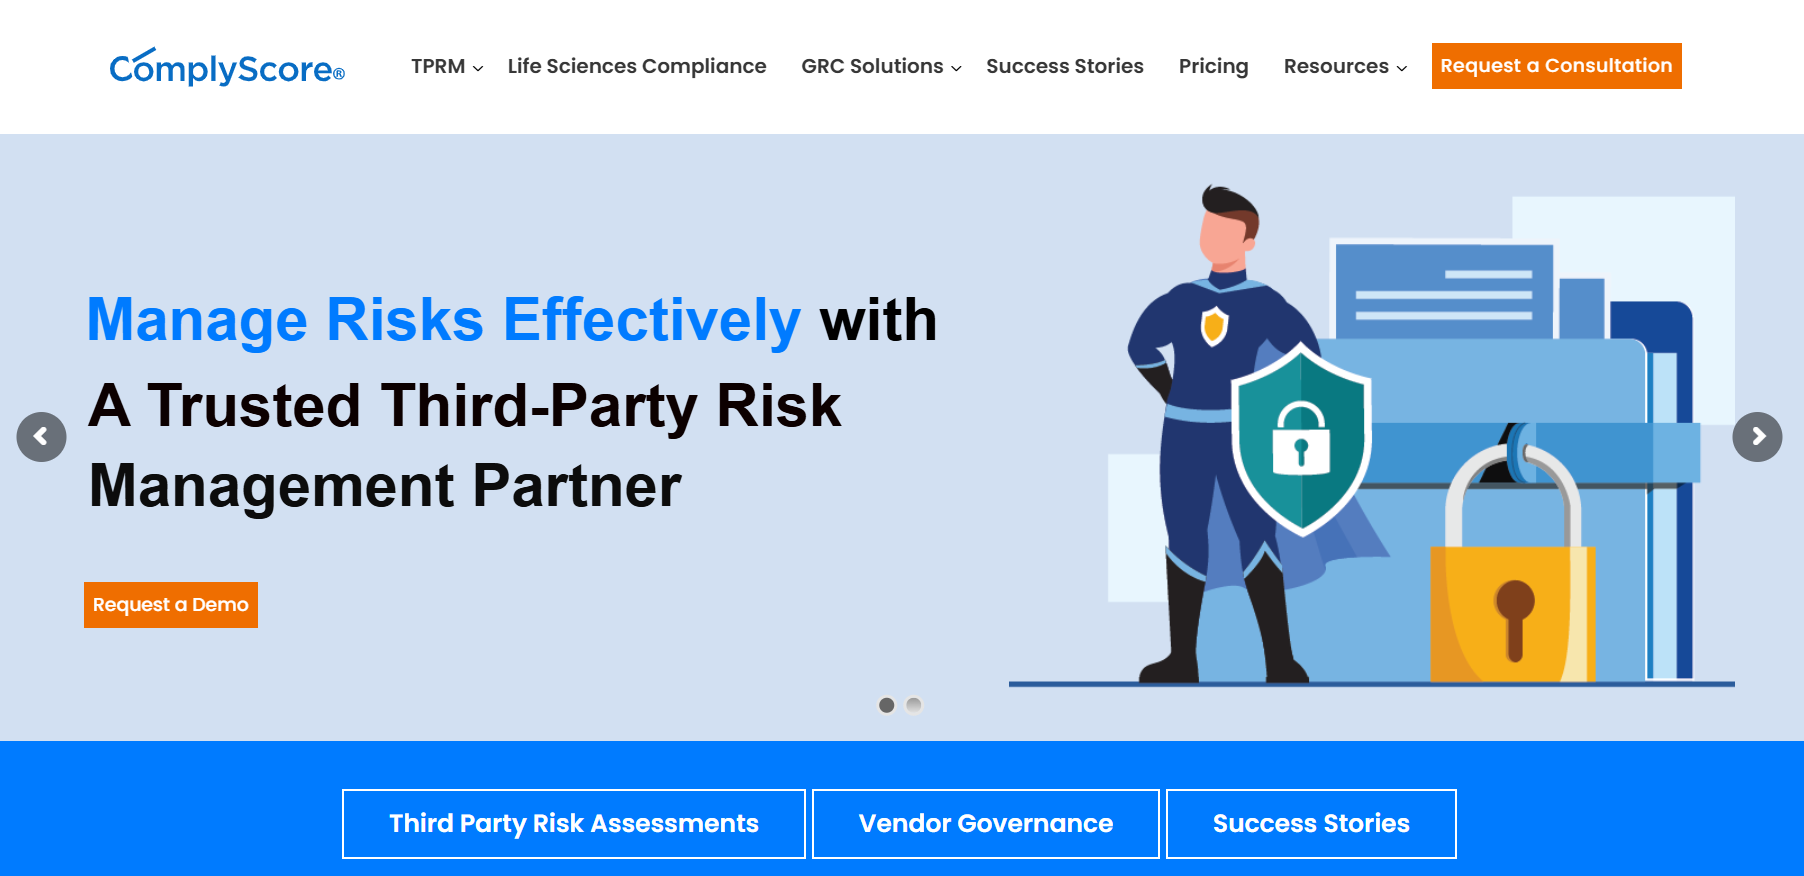 ComplyScore®
TPRM
Life Sciences Compliance
GRC Solutions
Success Stories
Pricing
Resources
Request a Consultation
Manage Risks Effectively with
A Trusted Third-Party Risk
Management Partner
Request a Demo
Third Party Risk Assessments
Vendor Governance
Success Stories